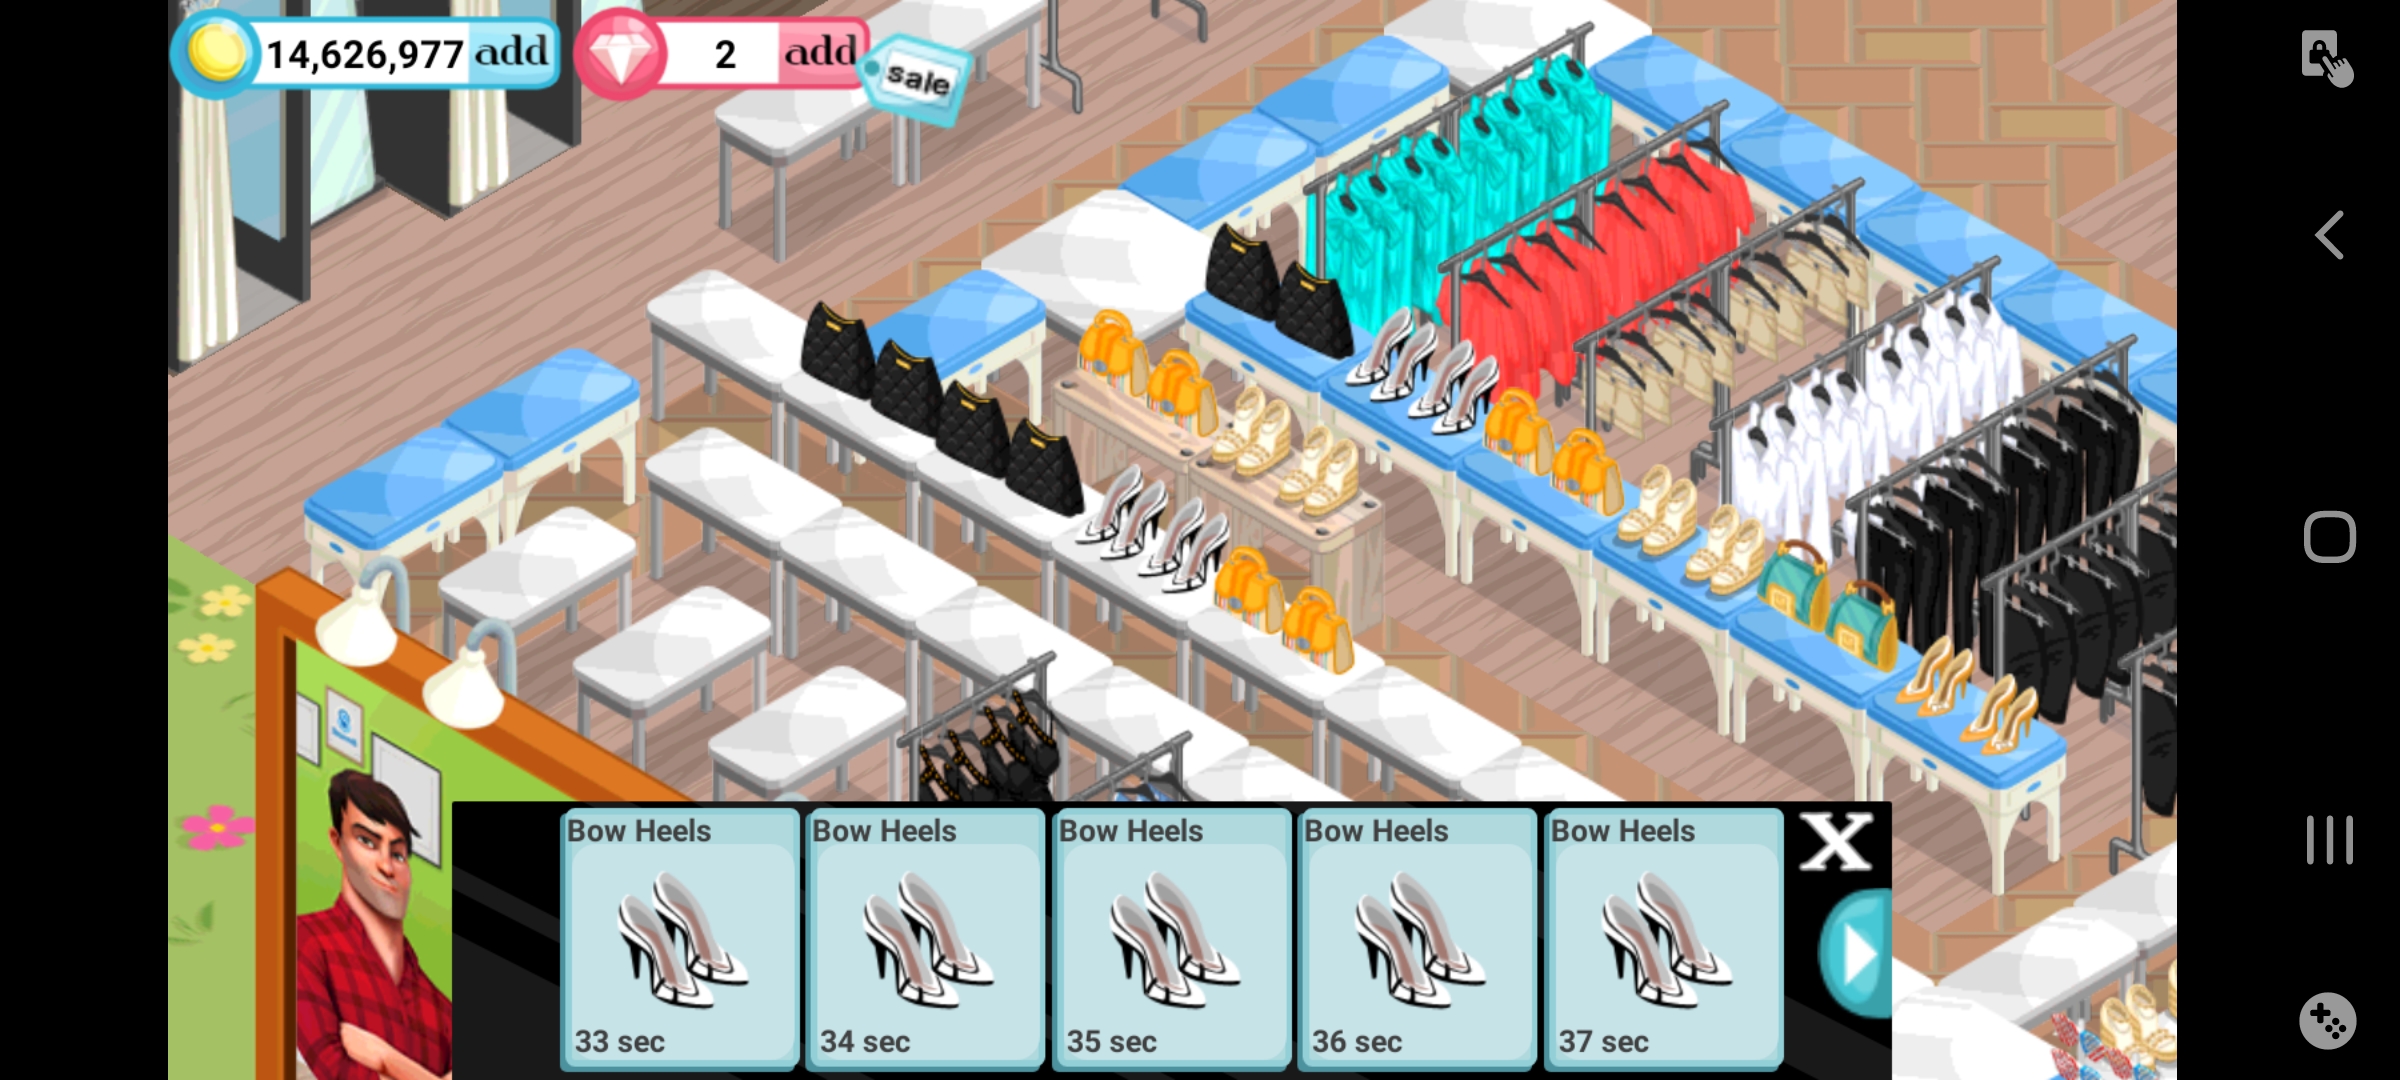 14,626,977 add
2 add
sale
Bow Heels
33 sec
Bow Heels
34 sec
Bow Heels
35 sec
Bow Heels
36 sec
Bow Heels
37 sec
X